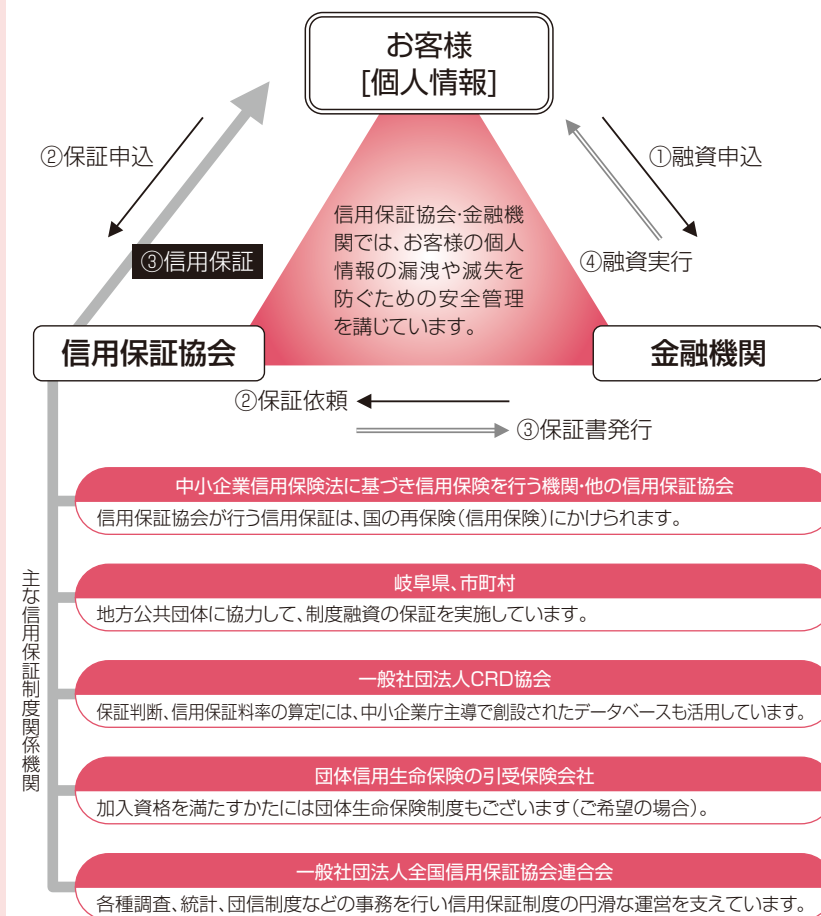 お客様
[個人情報]
②保証申込
①融資申込
信用保証協会・金融機
関では、お客様の個人
情報の漏洩や滅失を
防ぐための安全管理
を講じています。
③信用保証
④融資実行
信用保証協会
金融機関
②保証依頼
③保証書発行
主な信用保証制度関係機関
中小企業信用保険法に基づき信用保険を行う機関・他の信用保証協会
信用保証協会が行う信用保証は、国の再保険(信用保険)にかけられます。
岐阜県、市町村
地方公共団体に協力して、制度融資の保証を実施しています。
一般社団法人CRD協会
保証判断、信用保証料率の算定には、中小企業庁主導で創設されたデータベースも活用しています。
団体信用生命保険の引受保険会社
加入資格を満たすかたには団体生命保険制度もございます(ご希望の場合)。
一般社団法人全国信用保証協会連合会
各種調査、統計、団信制度などの事務を行い信用保証制度の円滑な運営を支えています。